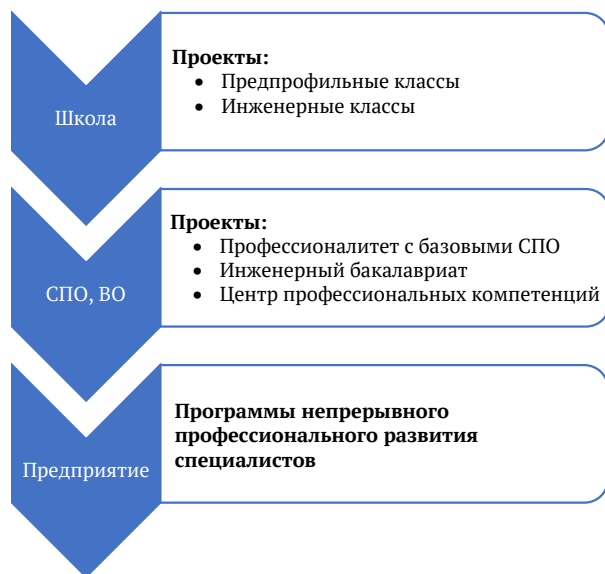 Школа
Проекты:
• Предпрофильные классы
• Инженерные классы
СПО, ВО
Проекты:
• Профессионалитет с базовыми СПО
• Инженерный бакалавриат
• Центр профессиональных компетенций
Предприятие
Программы непрерывного
профессионального развития
специалистов